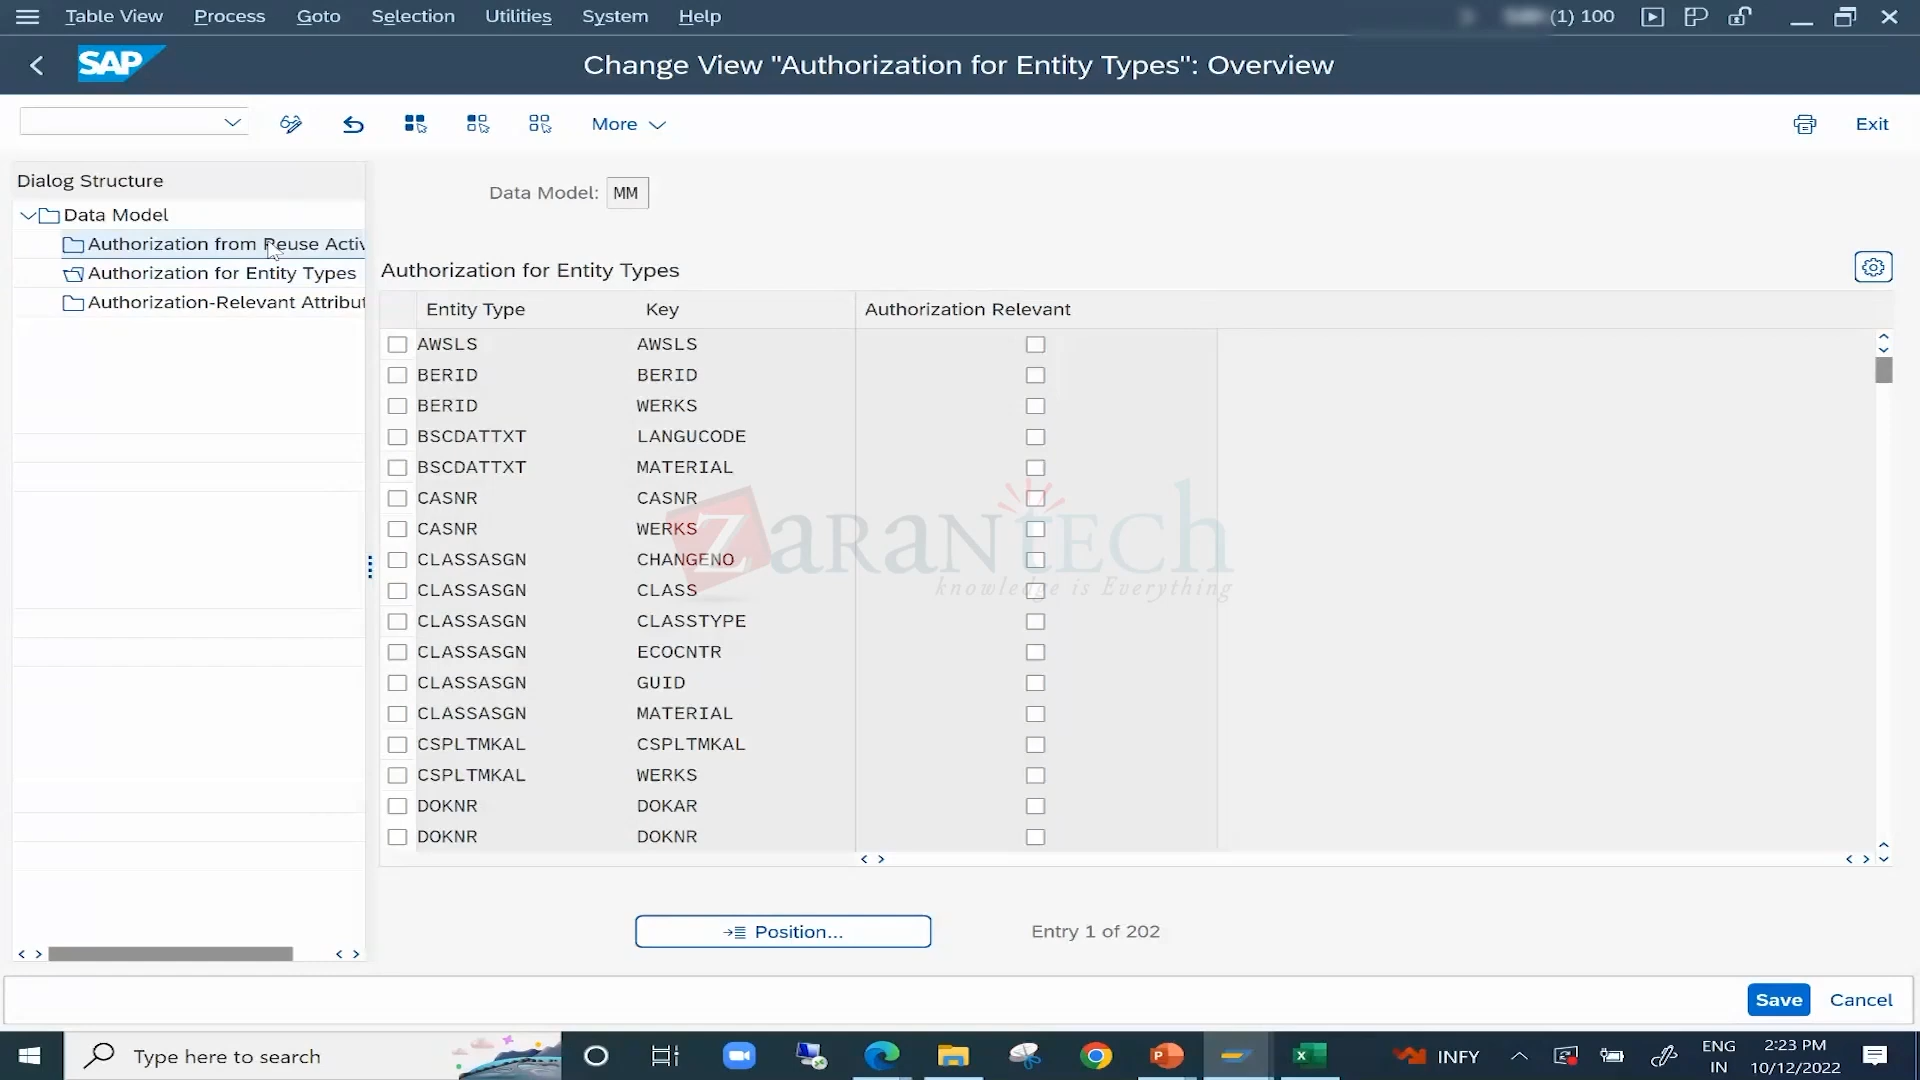 Table View Process Goto Selection Utilities System Help (1) 100
SAP Change View "Authorization for Entity Types": Overview
More Exit
Dialog Structure
Data Model
Authorization from Reuse Activ
Authorization for Entity Types
Authorization-Relevant Attribut
Data Model: MM
Authorization for Entity Types
Entity Type Key Authorization Relevant
AWSLS AWSLS
BERID BERID
BERID WERKS
BSCDATTXT LANGUCODE
BSCDATTXT MATERIAL
CASNR CASNR
CASNR WERKS
CLASSASGN CHANGENO
CLASSASGN CLASS
CLASSASGN CLASSTYPE
CLASSASGN ECOCNTR
CLASSASGN GUID
CLASSASGN MATERIAL
CSPLTMKAL CSPLTMKAL
CSPLTMKAL WERKS
DOKNR DOKAR
DOKNR DOKNR
ZaranTech
knowledge is Everything
Position... Entry 1 of 202
Save Cancel
Type here to search INFY ENG 2:23 PM
IN 10/12/2022